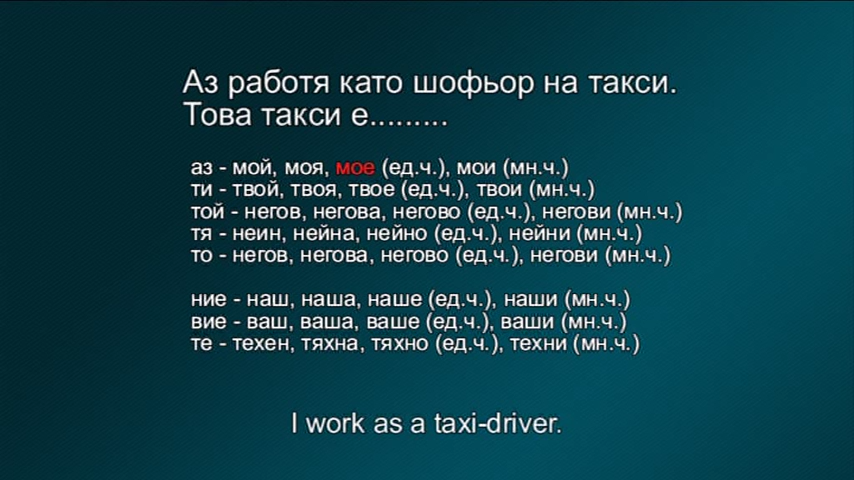 Аз работя като шофьор на такси.
Това такси е.........
аз - мой, моя, мое (ед.ч.), мои (мн.ч.)
ти - твой, твоя, твое (ед.ч.), твои (мн.ч.)
той - негов, негова, негово (ед.ч.), негови (мн.ч.)
тя - неин, нейна, нейно (ед.ч.), нейни (мн.ч.)
то - негов, негова, негово (ед.ч.), негови (мн.ч.)
ние - наш, наша, наше (ед.ч.), наши (мн.ч.)
вие - ваш, ваша, ваше (ед.ч.), ваши (мн.ч.)
те - техен, тяхна, тяхно (ед.ч.), техни (мн.ч.)
I work as a taxi-driver.